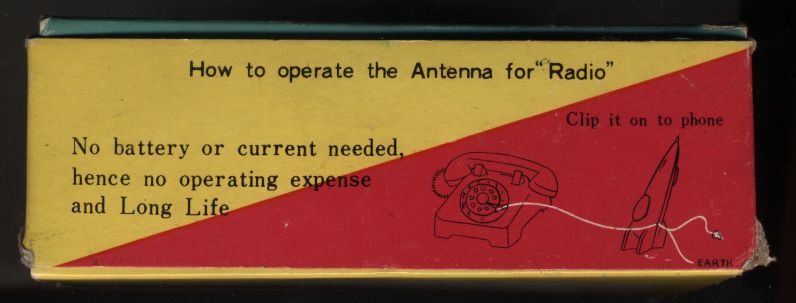 How to operate the Antenna for "Radio"
Clip it on to phone
No battery or current needed,
hence no operating expense
and Long Life
EARTH